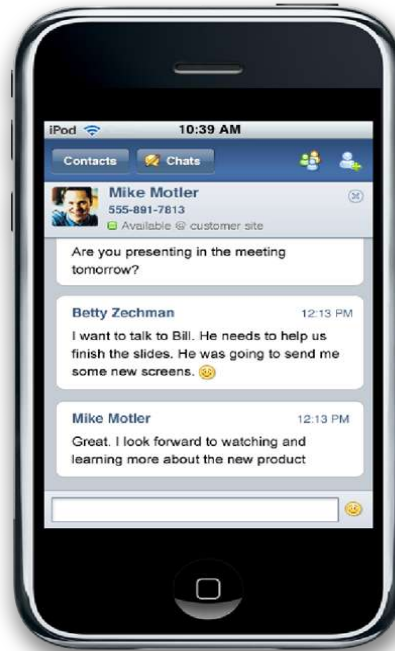 iPod 10:39 AM
Contacts Chats
Mike Motler
555-891-7813
Available @ customer site
Are you presenting in the meeting
tomorrow?
Betty Zechman 12:13 PM
I want to talk to Bill. He needs to help us
finish the slides. He was going to send me
some new screens.
Mike Motler 12:13 PM
Great. I look forward to watching and
learning more about the new product